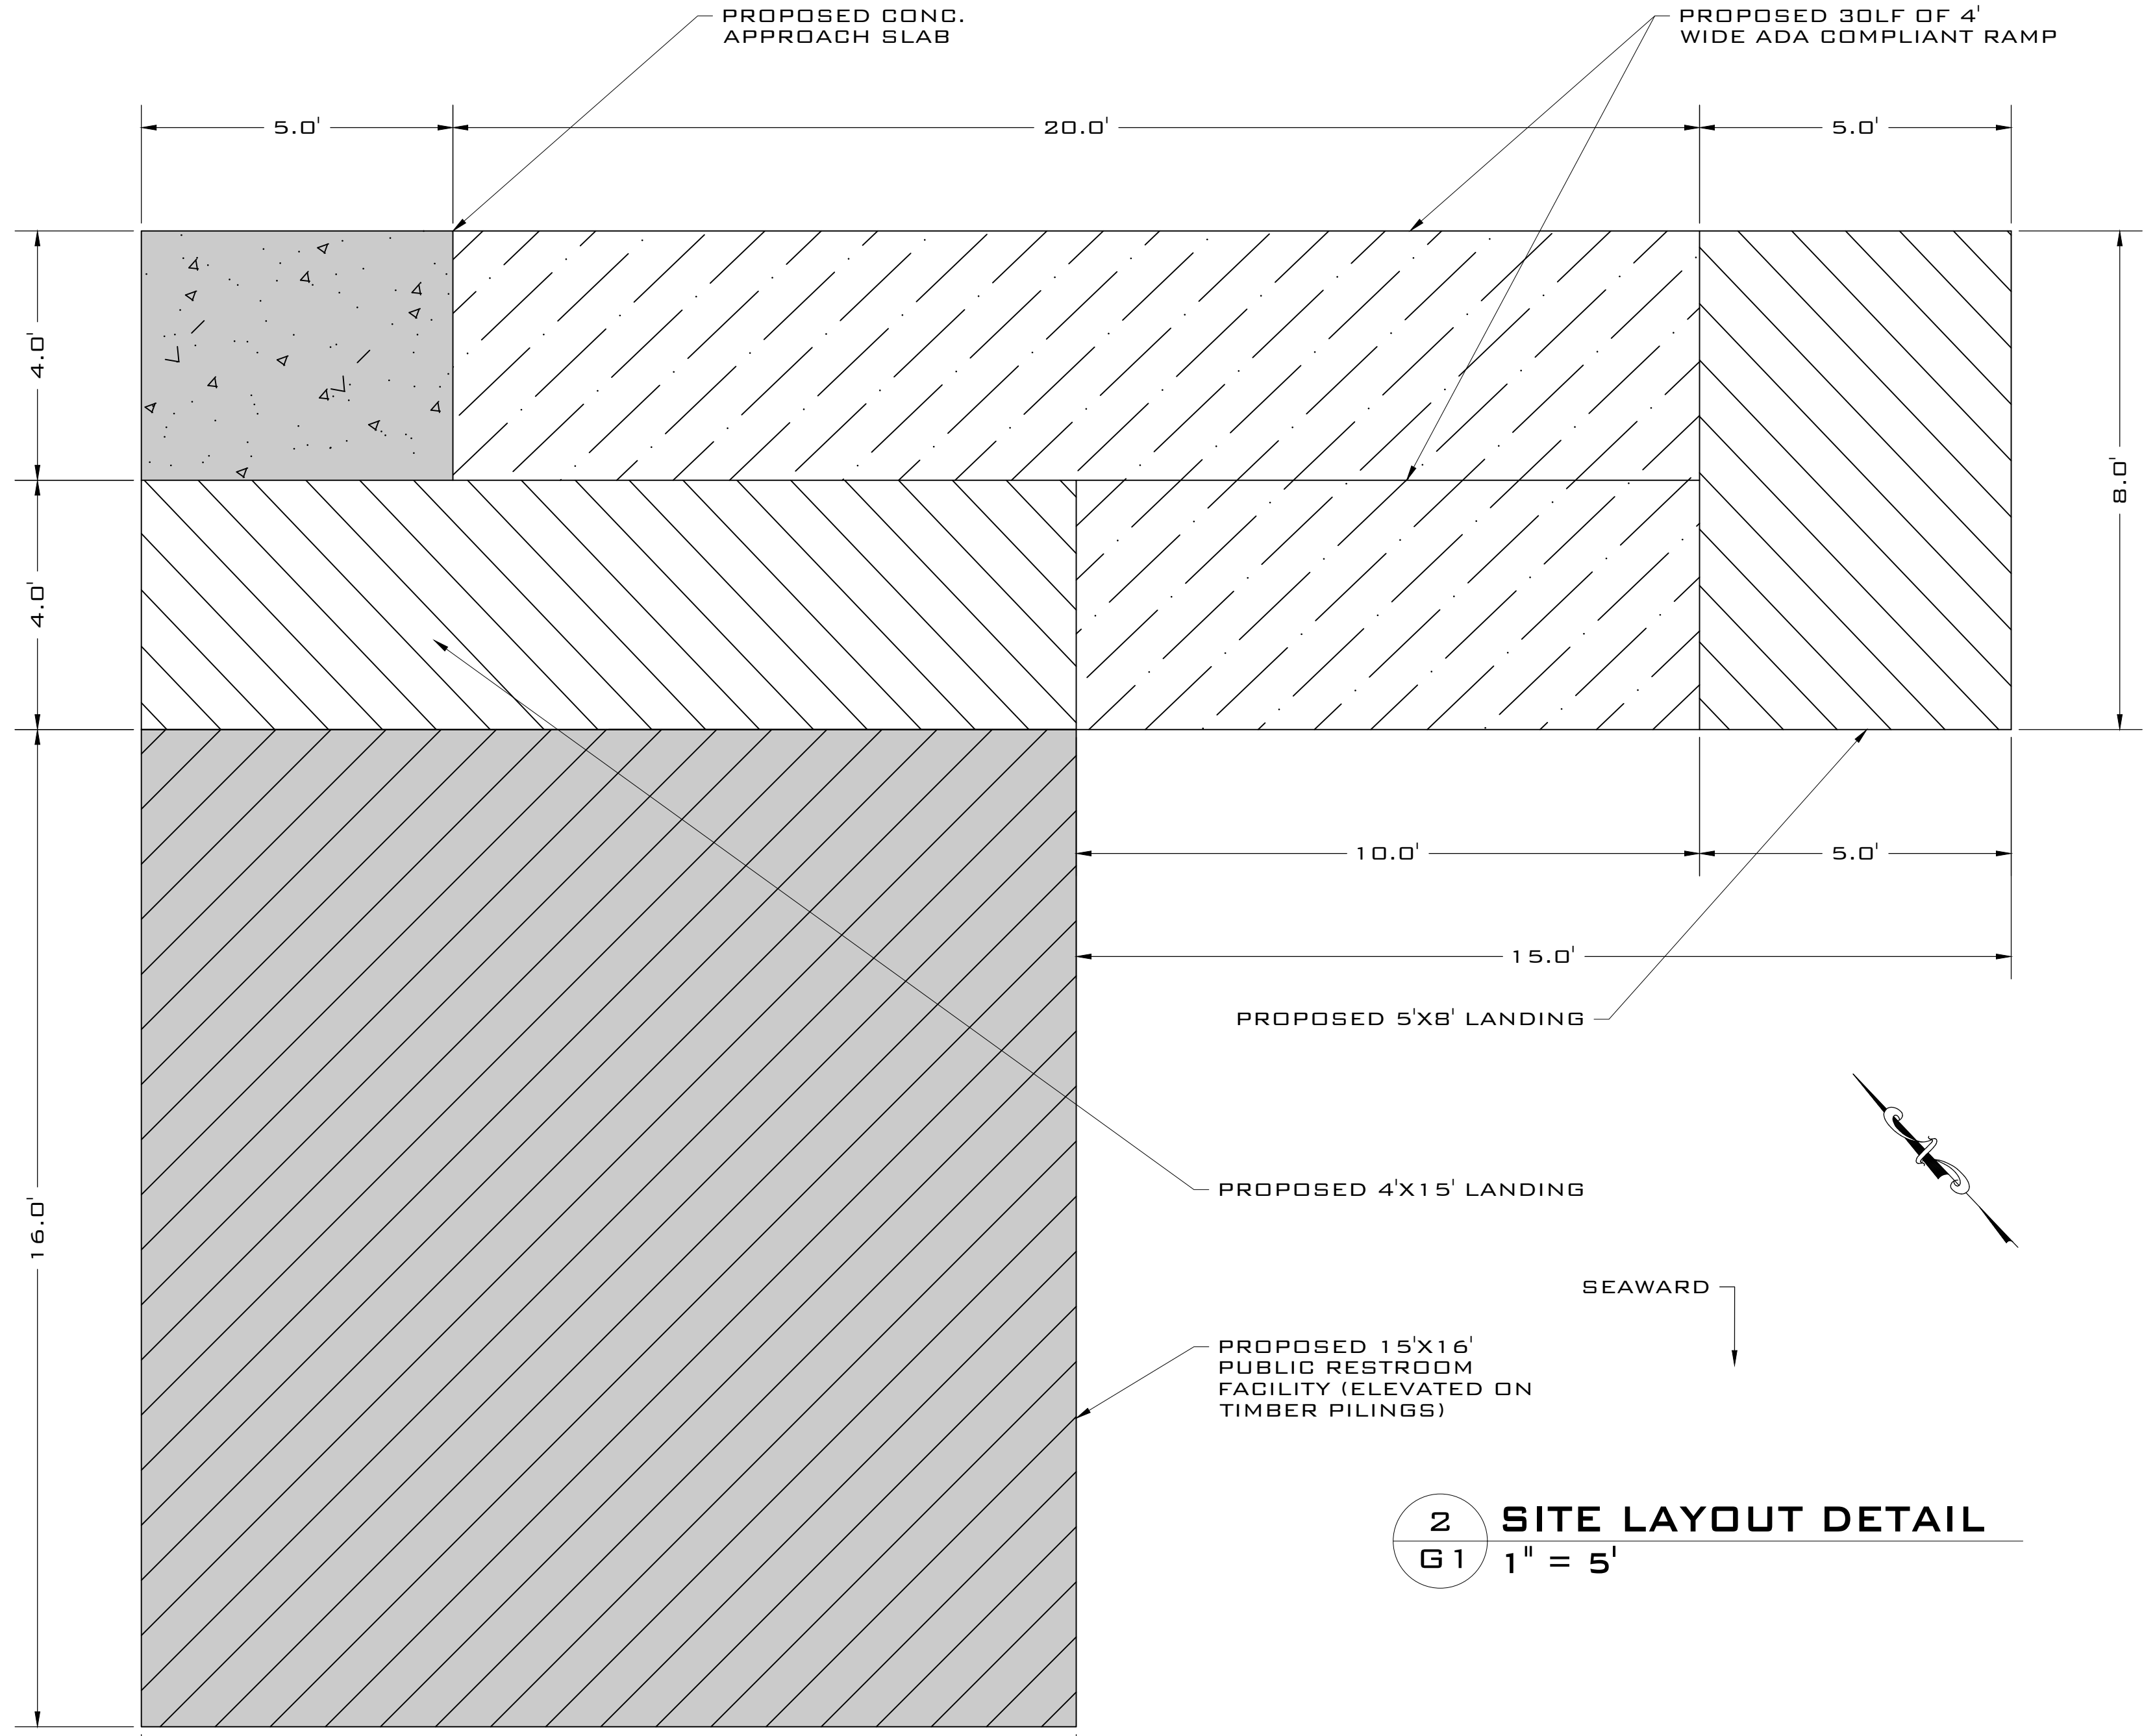 PROPOSED CONC.
APPROACH SLAB
PROPOSED 30LF OF 4'
WIDE ADA COMPLIANT RAMP
5.0'
20.0'
5.0'
4.0'
4.0'
8.0'
10.0'
5.0'
15.0'
PROPOSED 5'X8' LANDING
PROPOSED 4'X15' LANDING
16.0'
SEAWARD
PROPOSED 15'X16'
PUBLIC RESTROOM
FACILITY (ELEVATED ON
TIMBER PILINGS)
2
G1
SITE LAYOUT DETAIL
1" = 5'